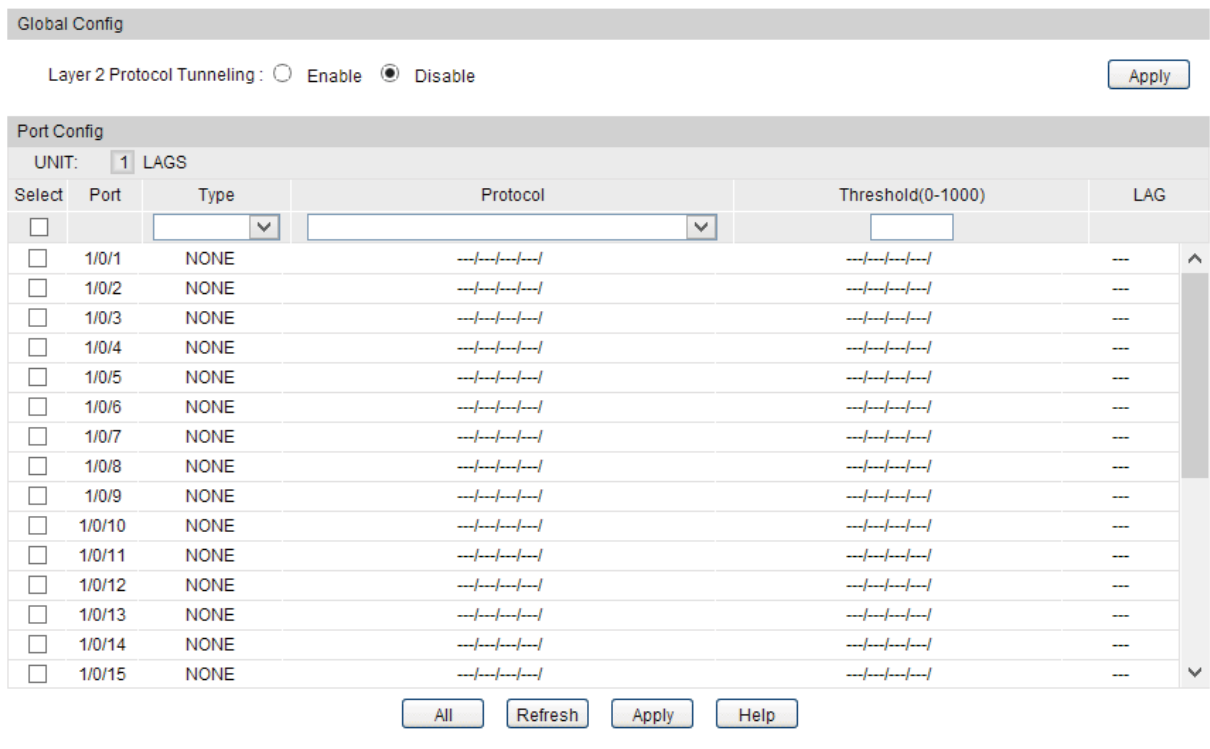 Global Config
Layer 2 Protocol Tunneling : Enable Disable Apply
Port Config
UNIT: 1 LAGS
Select Port Type Protocol Threshold(0-1000) LAG
1/0/1 NONE ---/---/---/---/ ---/---/---/---/ ---
1/0/2 NONE ---/---/---/---/ ---/---/---/---/ ---
1/0/3 NONE ---/---/---/---/ ---/---/---/---/ ---
1/0/4 NONE ---/---/---/---/ ---/---/---/---/ ---
1/0/5 NONE ---/---/---/---/ ---/---/---/---/ ---
1/0/6 NONE ---/---/---/---/ ---/---/---/---/ ---
1/0/7 NONE ---/---/---/---/ ---/---/---/---/ ---
1/0/8 NONE ---/---/---/---/ ---/---/---/---/ ---
1/0/9 NONE ---/---/---/---/ ---/---/---/---/ ---
1/0/10 NONE ---/---/---/---/ ---/---/---/---/ ---
1/0/11 NONE ---/---/---/---/ ---/---/---/---/ ---
1/0/12 NONE ---/---/---/---/ ---/---/---/---/ ---
1/0/13 NONE ---/---/---/---/ ---/---/---/---/ ---
1/0/14 NONE ---/---/---/---/ ---/---/---/---/ ---
1/0/15 NONE ---/---/---/---/ ---/---/---/---/ ---
All Refresh Apply Help